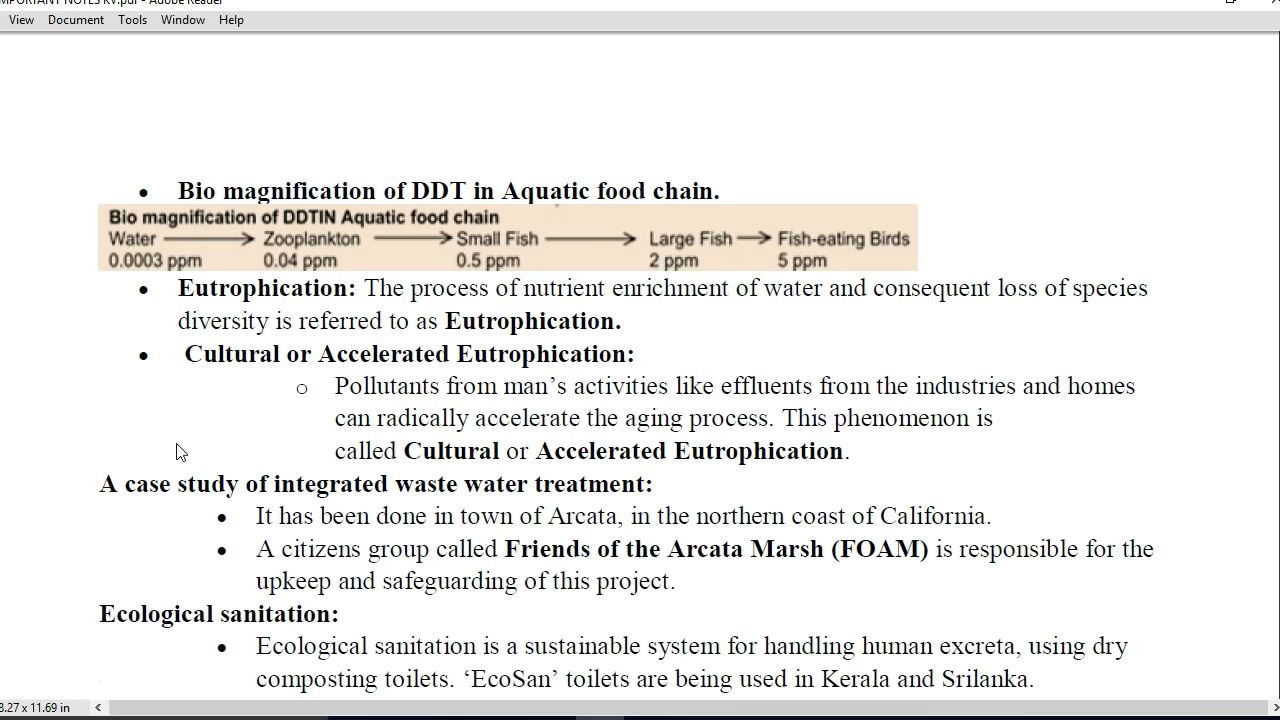 View Document Tools Window Help
• Bio magnification of DDT in Aquatic food chain.
Bio magnification of DDTIN Aquatic food chain
Water → Zooplankton → Small Fish → Large Fish → Fish-eating Birds
0.0003 ppm 0.04 ppm 0.5 ppm 2 ppm 5 ppm
• Eutrophication: The process of nutrient enrichment of water and consequent loss of species
diversity is referred to as Eutrophication.
• Cultural or Accelerated Eutrophication:
o Pollutants from man’s activities like effluents from the industries and homes
can radically accelerate the aging process. This phenomenon is
called Cultural or Accelerated Eutrophication.
A case study of integrated waste water treatment:
• It has been done in town of Arcata, in the northern coast of California.
• A citizens group called Friends of the Arcata Marsh (FOAM) is responsible for the
upkeep and safeguarding of this project.
Ecological sanitation:
• Ecological sanitation is a sustainable system for handling human excreta, using dry
composting toilets. ‘EcoSan’ toilets are being used in Kerala and Srilanka.
8.27 x 11.69 in